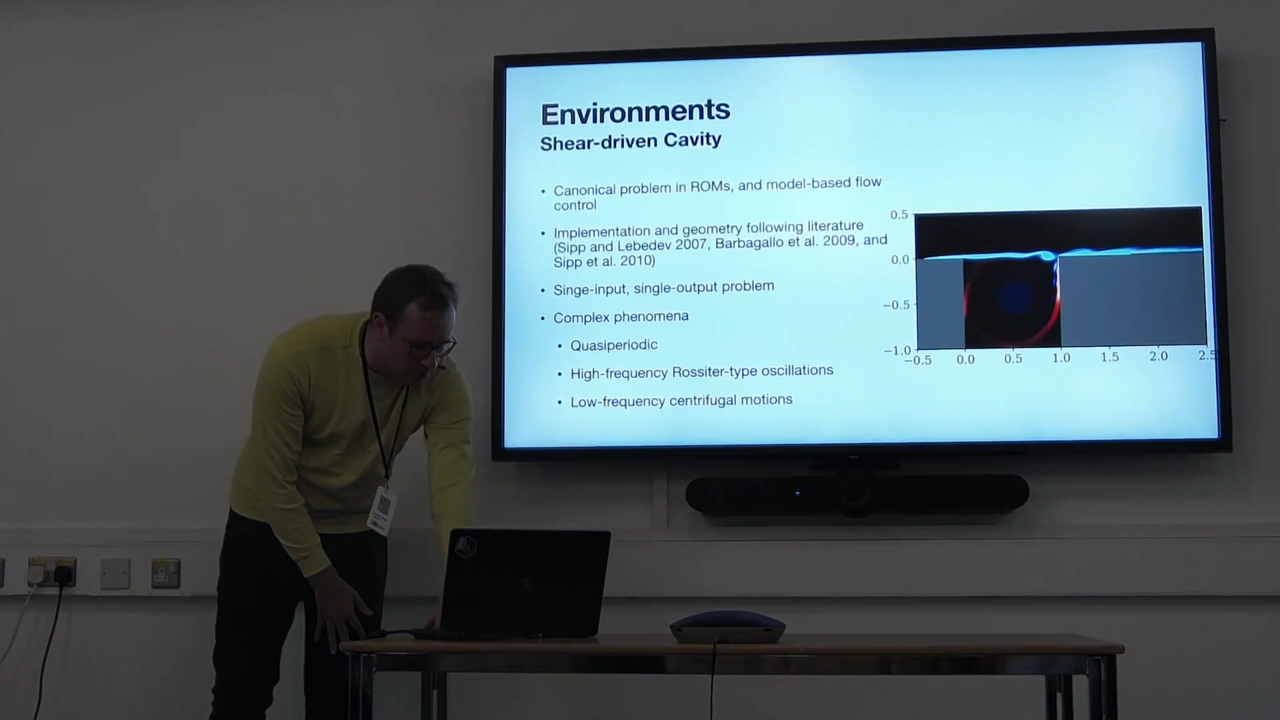 Environments
Shear-driven Cavity
• Canonical problem in ROMs, and model-based flow
control
• Implementation and geometry following literature
(Sipp and Lebedev 2007, Barbagallo et al. 2009, and
Sipp et al. 2010)
• Singe-input, single-output problem
• Complex phenomena
• Quasiperiodic
• High-frequency Rossiter-type oscillations
• Low-frequency centrifugal motions
0.5
0.0
−0.5
−1.0
−0.5 0.0 0.5 1.0 1.5 2.0 2.5